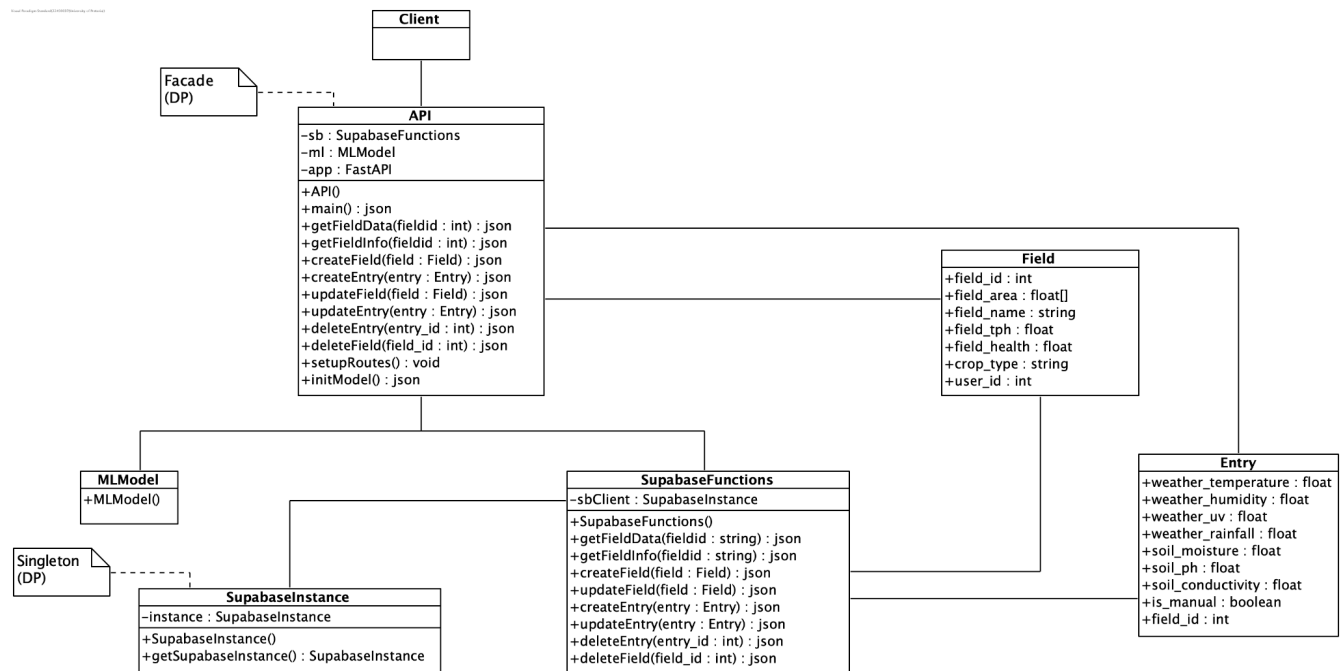 Client
Facade
(DP)
API
-sb : SupabaseFunctions
-ml : MLModel
-app : FastAPI
+API()
+main() : json
+getFieldData(fieldid : int) : json
+getFieldInfo(fieldid : int) : json
+createField(field : Field) : json
+createEntry(entry : Entry) : json
+updateField(field : Field) : json
+updateEntry(entry : Entry) : json
+deleteEntry(entry_id : int) : json
+deleteField(field_id : int) : json
+setupRoutes() : void
+initModel() : json
Field
+field_id : int
+field_area : float[]
+field_name : string
+field_tph : float
+field_health : float
+crop_type : string
+user_id : int
MLModel
+MLModel()
SupabaseFunctions
-sbClient : SupabaseInstance
+SupabaseFunctions()
+getFieldData(fieldid : string) : json
+getFieldInfo(fieldid : string) : json
+createField(field : Field) : json
+updateField(field : Field) : json
+createEntry(entry : Entry) : json
+updateEntry(entry : Entry) : json
+deleteEntry(entry_id : int) : json
+deleteField(field_id : int) : json
Entry
+weather_temperature : float
+weather_humidity : float
+weather_uv : float
+weather_rainfall : float
+soil_moisture : float
+soil_ph : float
+soil_conductivity : float
+is_manual : boolean
+field_id : int
Singleton
(DP)
SupabaseInstance
-instance : SupabaseInstance
+SupabaseInstance()
+getSupabaseInstance() : SupabaseInstance